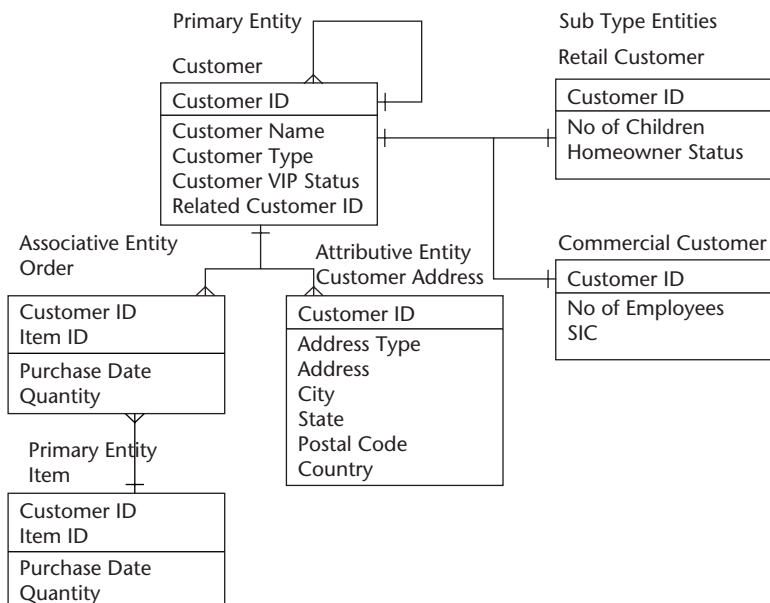 Primary Entity
Customer
Customer ID
Customer Name
Customer Type
Customer VIP Status
Related Customer ID
Sub Type Entities
Retail Customer
Customer ID
No of Children
Homeowner Status
Commercial Customer
Customer ID
No of Employees
SIC
Associative Entity
Order
Customer ID
Item ID
Purchase Date
Quantity
Attributive Entity
Customer Address
Customer ID
Address Type
Address
City
State
Postal Code
Country
Primary Entity
Item
Customer ID
Item ID
Purchase Date
Quantity